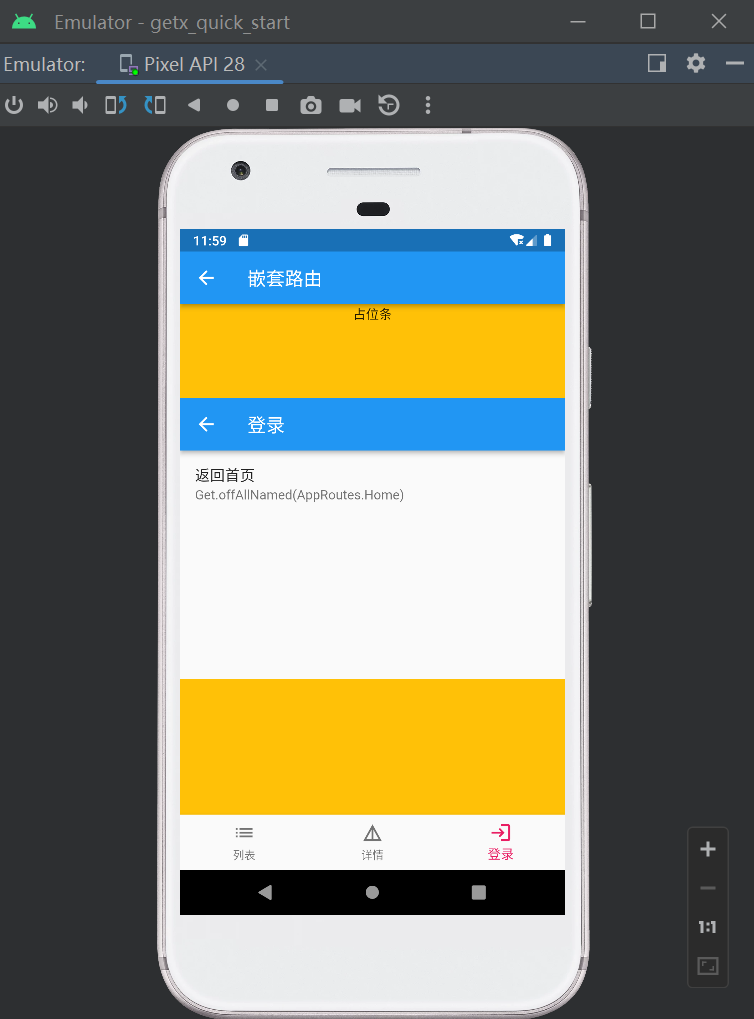 Emulator - getx_quick_start
Emulator: Pixel API 28
11:59
嵌套路由
占位条
登录
返回首页
Get.offAllNamed(AppRoutes.Home)
列表 详情 登录
1:1